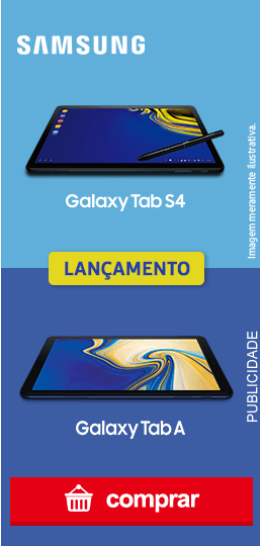 SAMSUNG
Galaxy Tab S4
Imagem meramente ilustrativa.
LANÇAMENTO
PUBLICIDADE
Galaxy Tab A
comprar